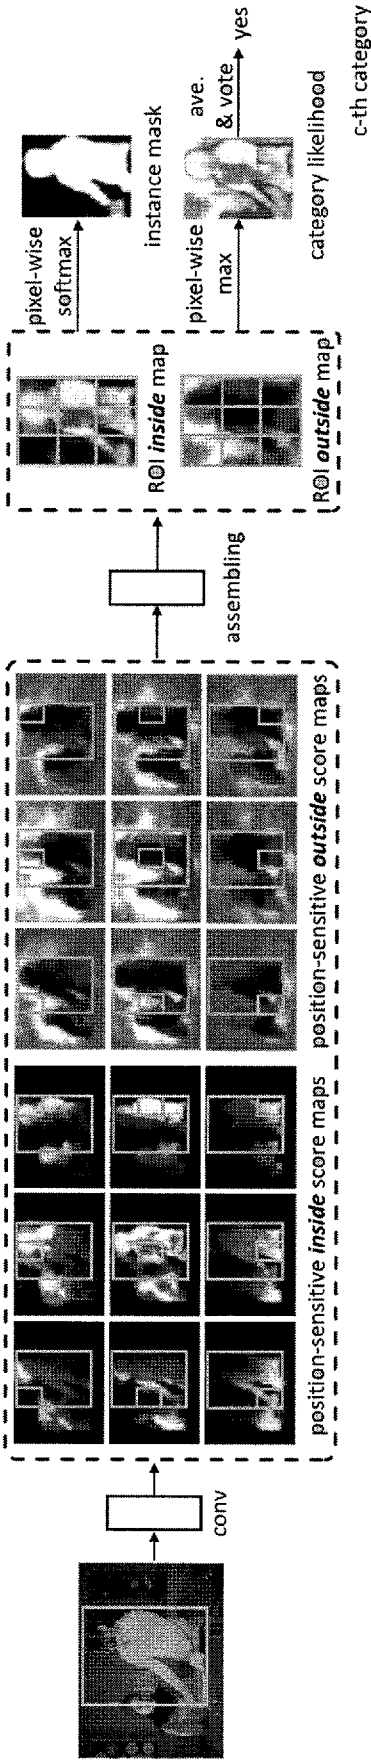 conv
position-sensitive inside score maps
position-sensitive outside score maps
assembling
ROI inside map
ROI outside map
pixel-wise
softmax
instance mask
pixel-wise
max
category likelihood
ave.
& vote
yes
c-th category